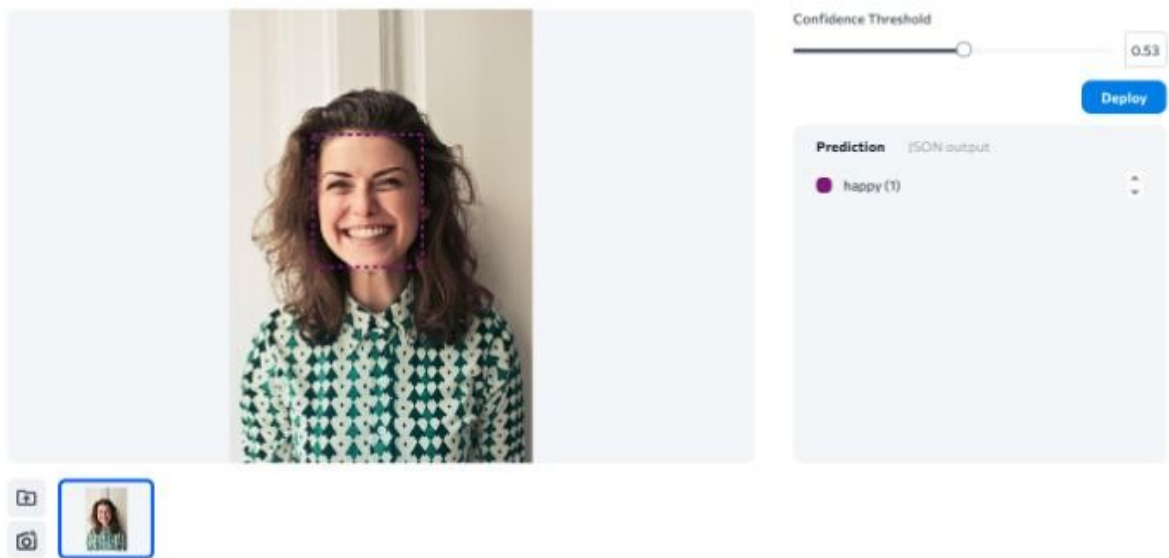 Confidence Threshold
0.53
Deploy
Prediction JSON output
happy (1)